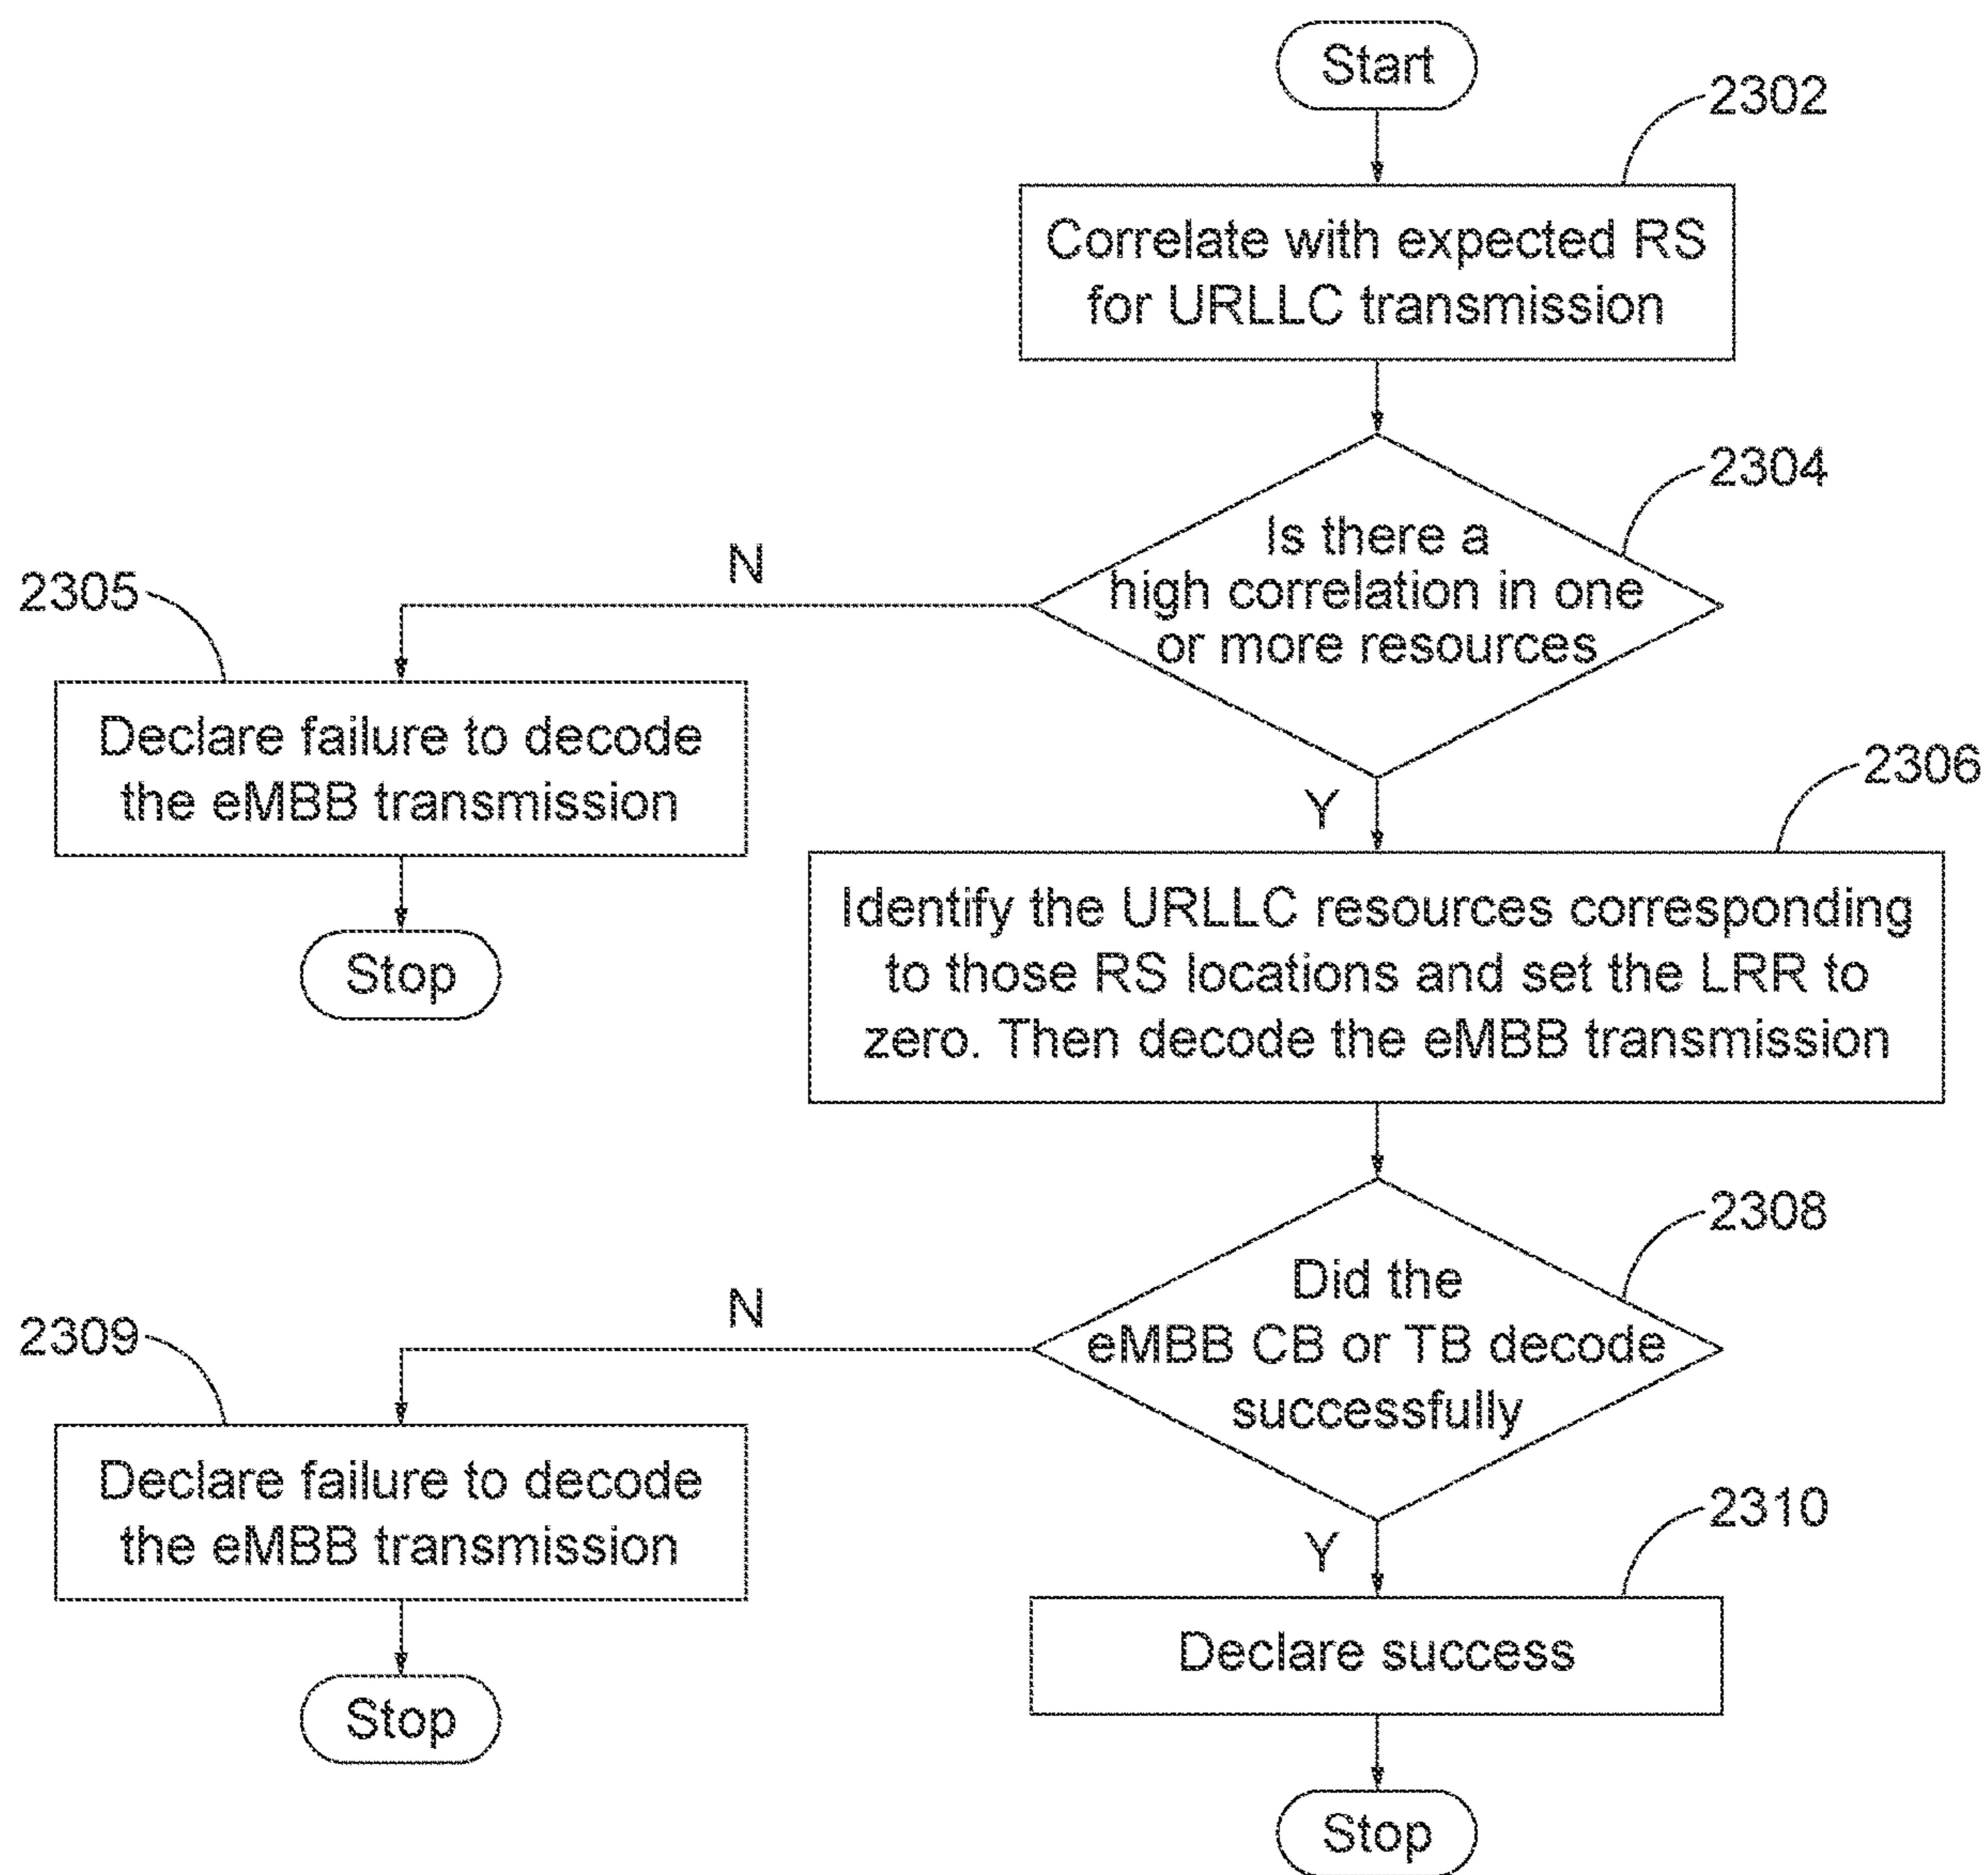 Start
2302
Correlate with expected RS
for URLLC transmission
2304
Is there a
high correlation in one
or more resources
N
2305
Declare failure to decode
the eMBB transmission
Stop
Y
2306
Identify the URLLC resources corresponding
to those RS locations and set the LRR to
zero. Then decode the eMBB transmission
2308
Did the
eMBB CB or TB decode
successfully
N
2309
Declare failure to decode
the eMBB transmission
Stop
Y
2310
Declare success
Stop